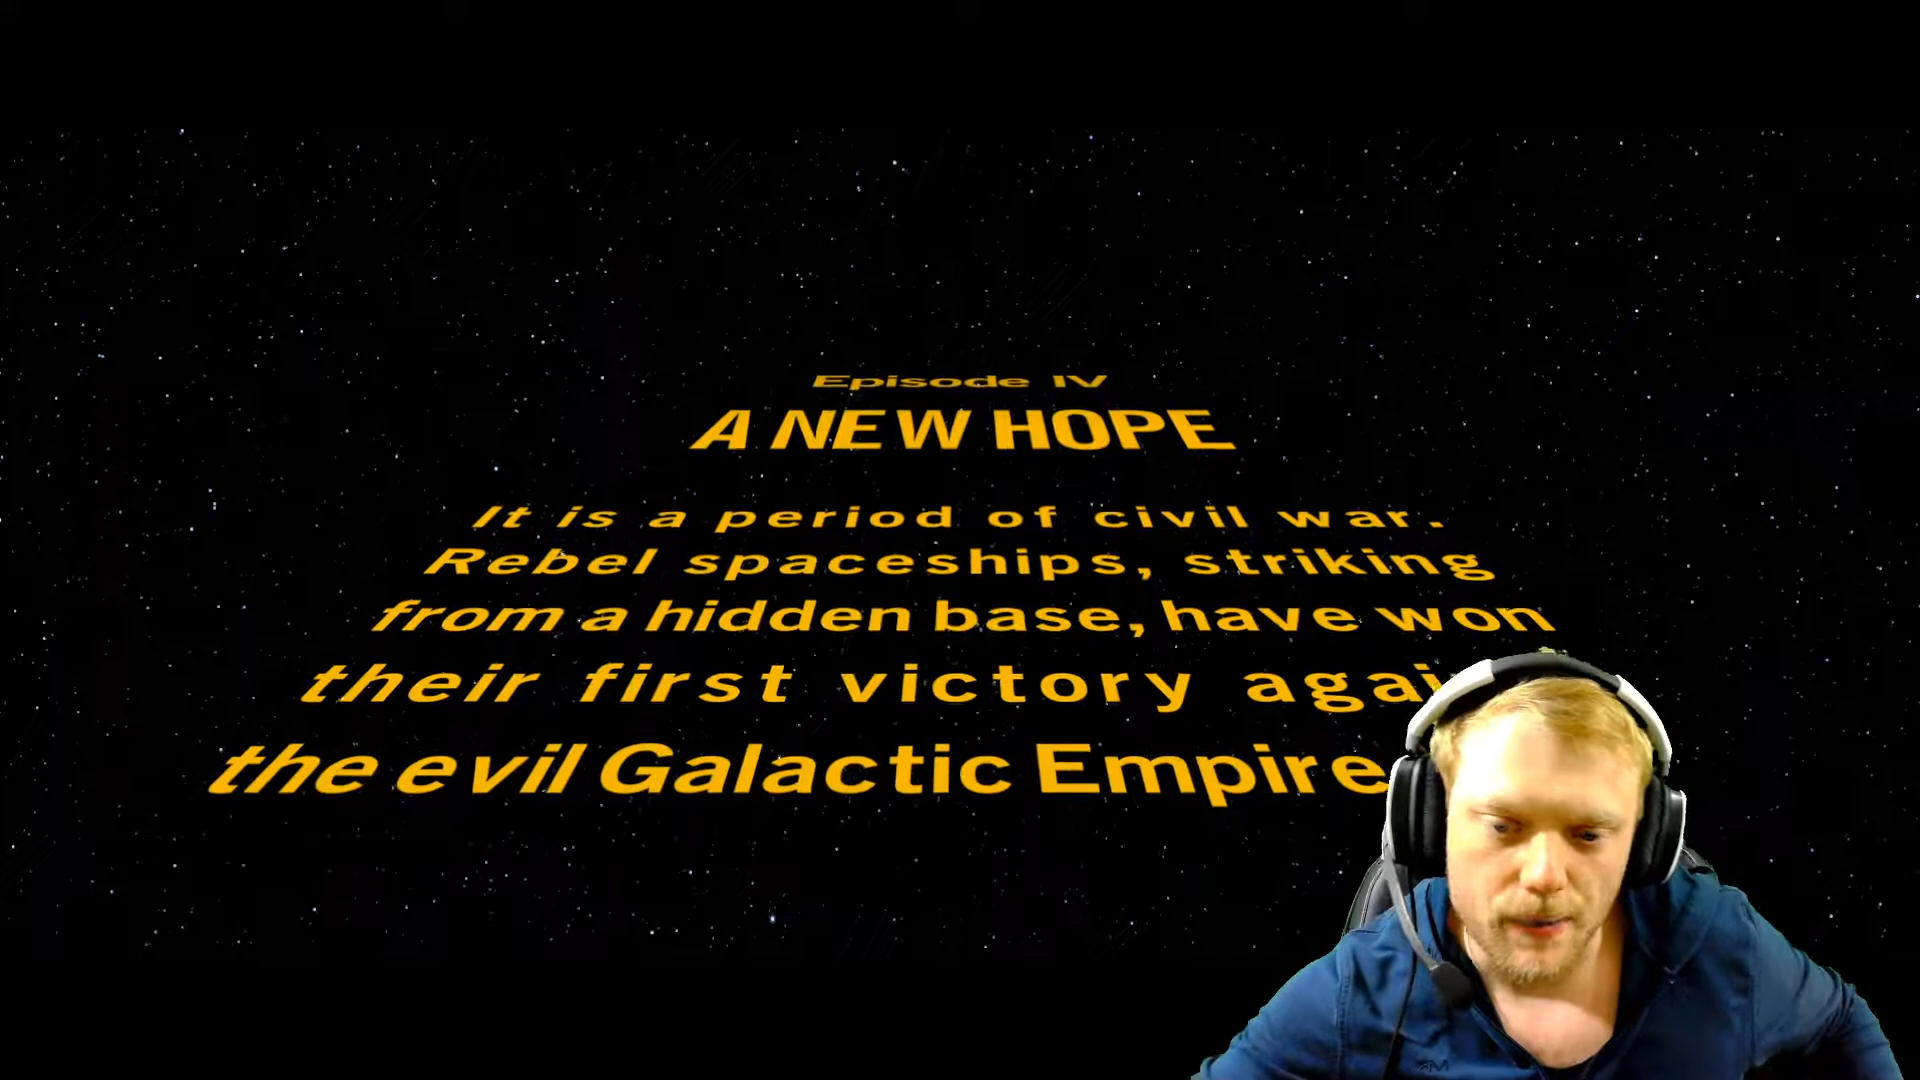 Episode IV
A NEW HOPE
It is a period of civil war.
Rebel spaceships, striking
from a hidden base, have won
their first victory agai
the evil Galactic Empire